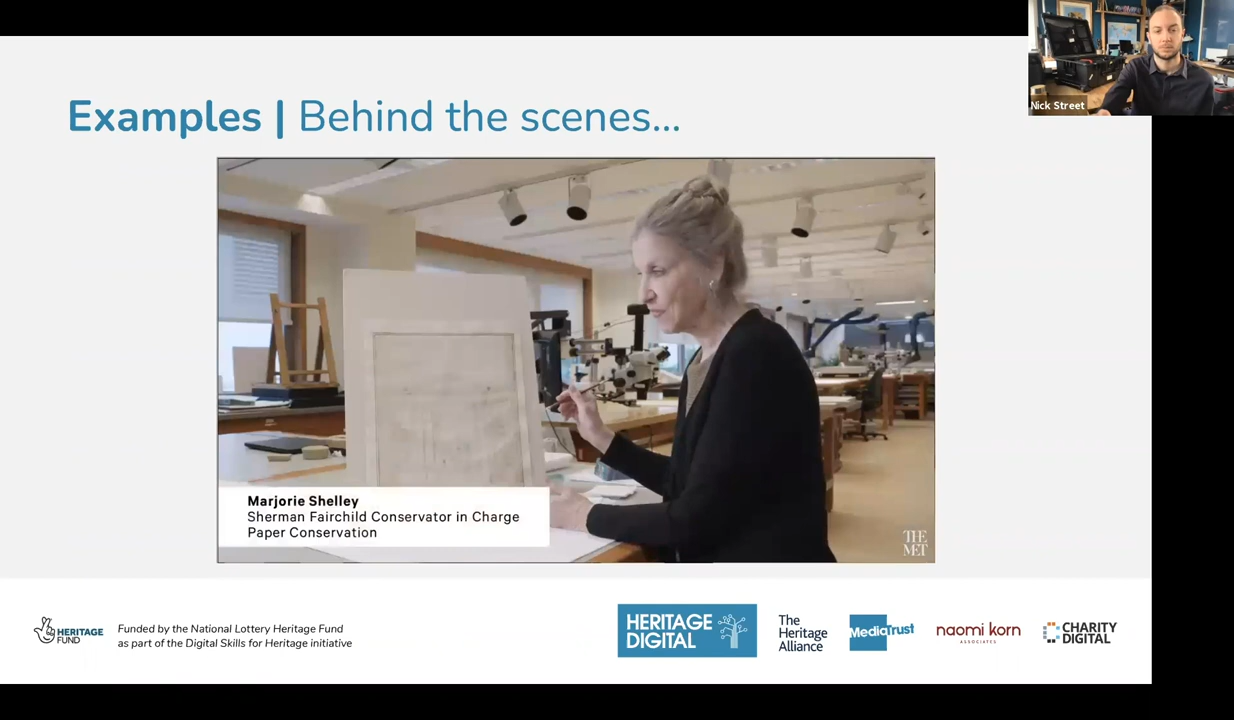 Nick Street
Examples | Behind the scenes...
Marjorie Shelley
Sherman Fairchild Conservator in Charge
Paper Conservation
THE
MET
HERITAGE
FUND
Funded by the National Lottery Heritage Fund
as part of the Digital Skills for Heritage initiative
HERITAGE
DIGITAL
The
Heritage
Alliance
MediaTrust
naomi korn
ASSOCIATES
CHARITY
DIGITAL